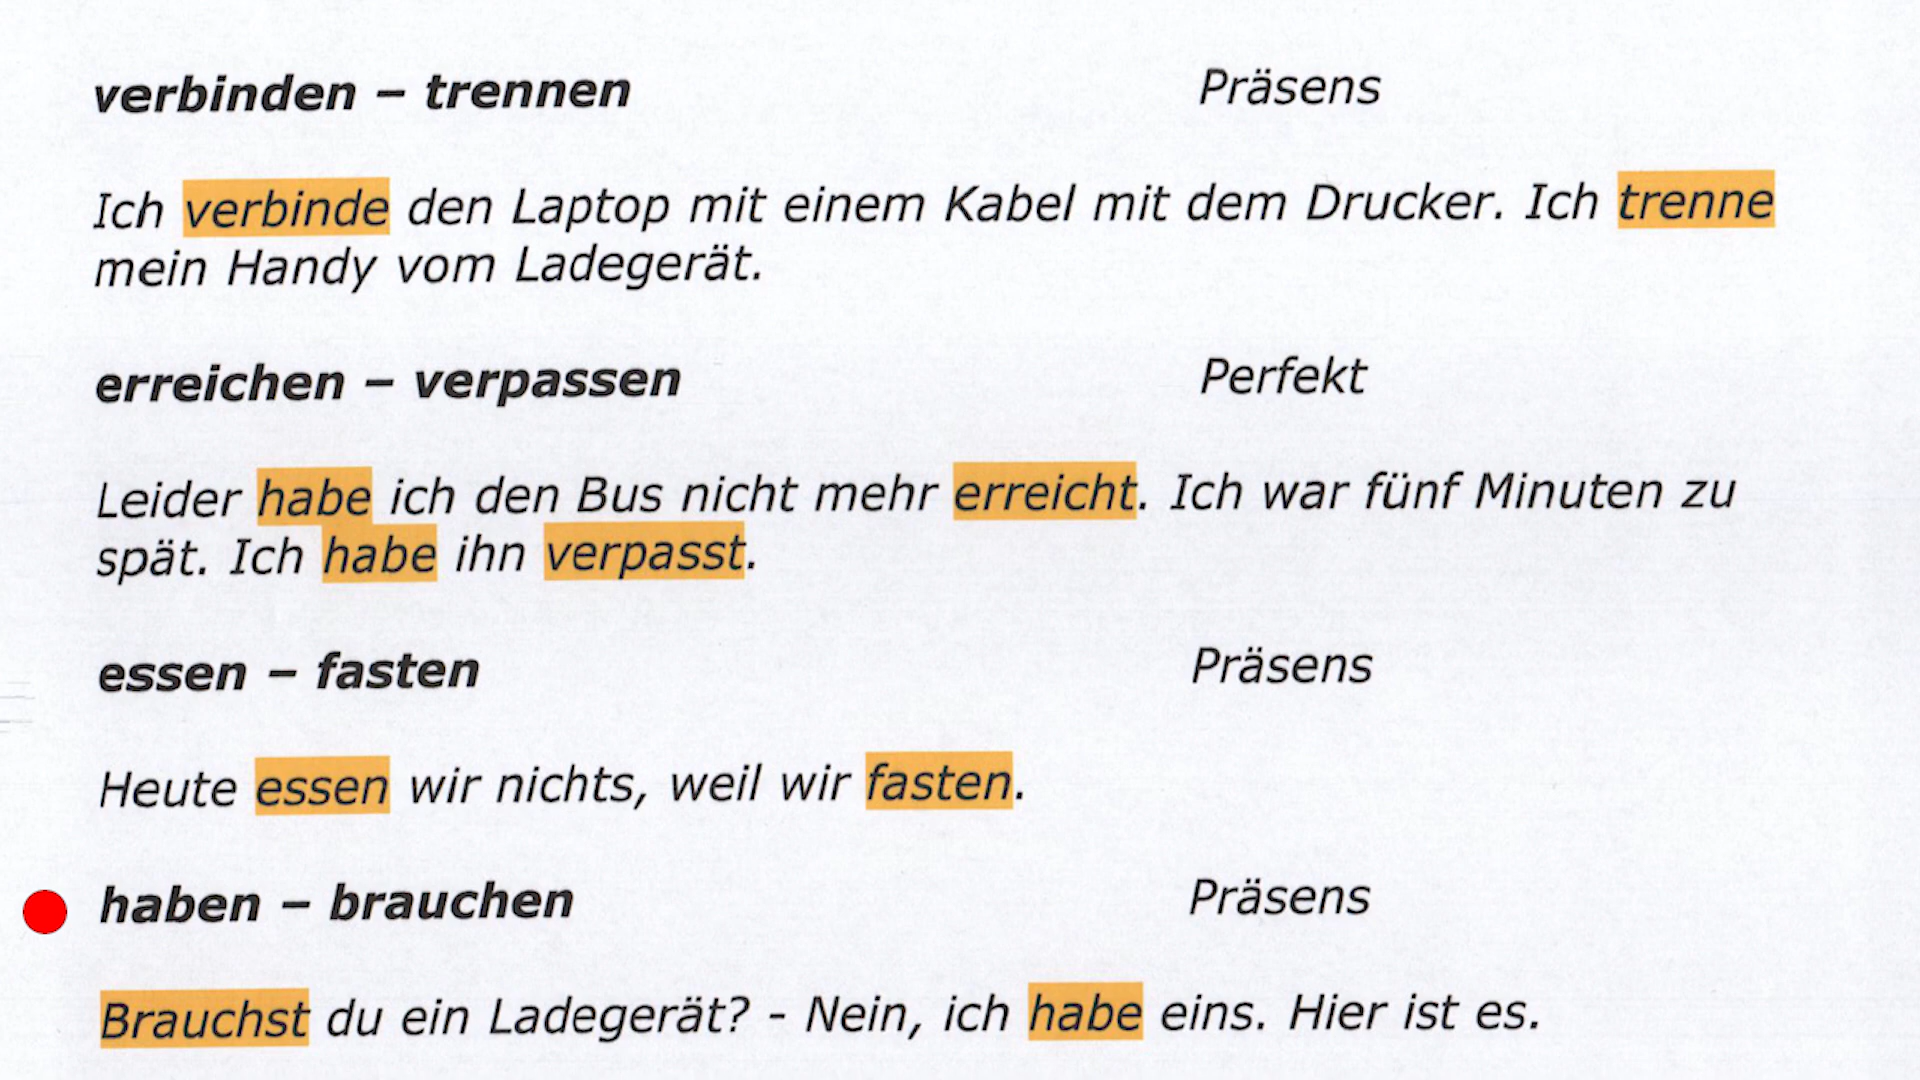 verbinden – trennen Präsens
Ich verbinde den Laptop mit einem Kabel mit dem Drucker. Ich trenne
mein Handy vom Ladegerät.
erreichen – verpassen Perfekt
Leider habe ich den Bus nicht mehr erreicht. Ich war fünf Minuten zu
spät. Ich habe ihn verpasst.
essen – fasten Präsens
Heute essen wir nichts, weil wir fasten.
haben – brauchen Präsens
Brauchst du ein Ladegerät? - Nein, ich habe eins. Hier ist es.